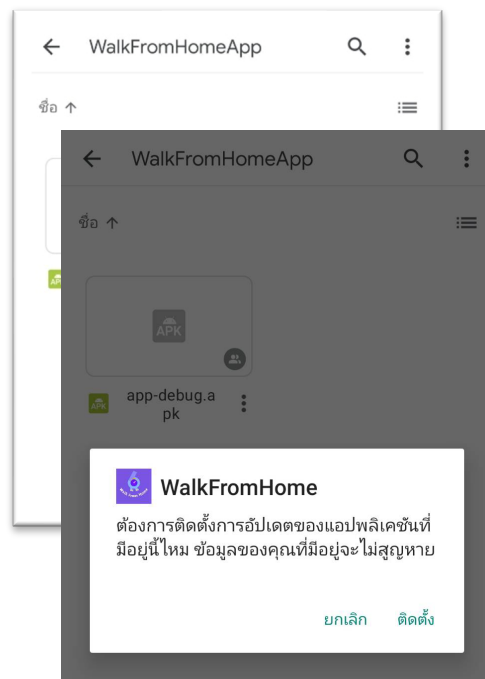 WalkFromHomeApp
ชื่อ
WalkFromHomeApp
ชื่อ
APK
APK
app-debug.a
pk
WalkFromHome
ต้องการติดตั้งการอัปเดตของแอปพลิเคชันที่
มีอยู่นี้ไหม ข้อมูลของคุณที่มีอยู่จะไม่สูญหาย
ยกเลิก ติดตั้ง